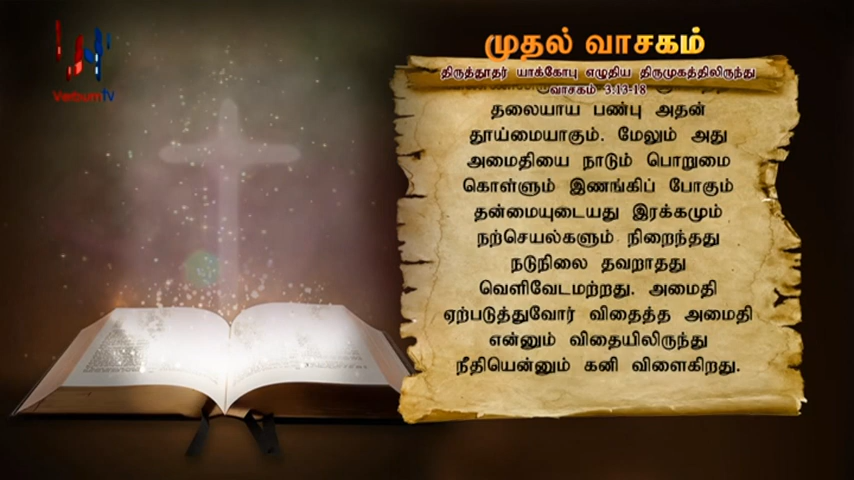 VerbumTV
முதல் வாசகம்
திருத்தூதர் யாக்கோபு எழுதிய திருமுகத்திலிருந்து
வாசகம் 3.13-18
தலையாய பண்பு அதன்
தூய்மையாகும். மேலும் அது
அமைதியை நாடும் பொறுமை
கொள்ளும் இணங்கிப் போகும்
தன்மையுடையது இரக்கமும்
நற்செயல்களும் நிறைந்தது
நடுநிலை தவறாதது
வெளிவேடமற்றது. அமைதி
ஏற்படுத்துவோர் விதைத்த அமைதி
என்னும் விதையிலிருந்து
நீதியென்னும் கனி விளைகிறது.